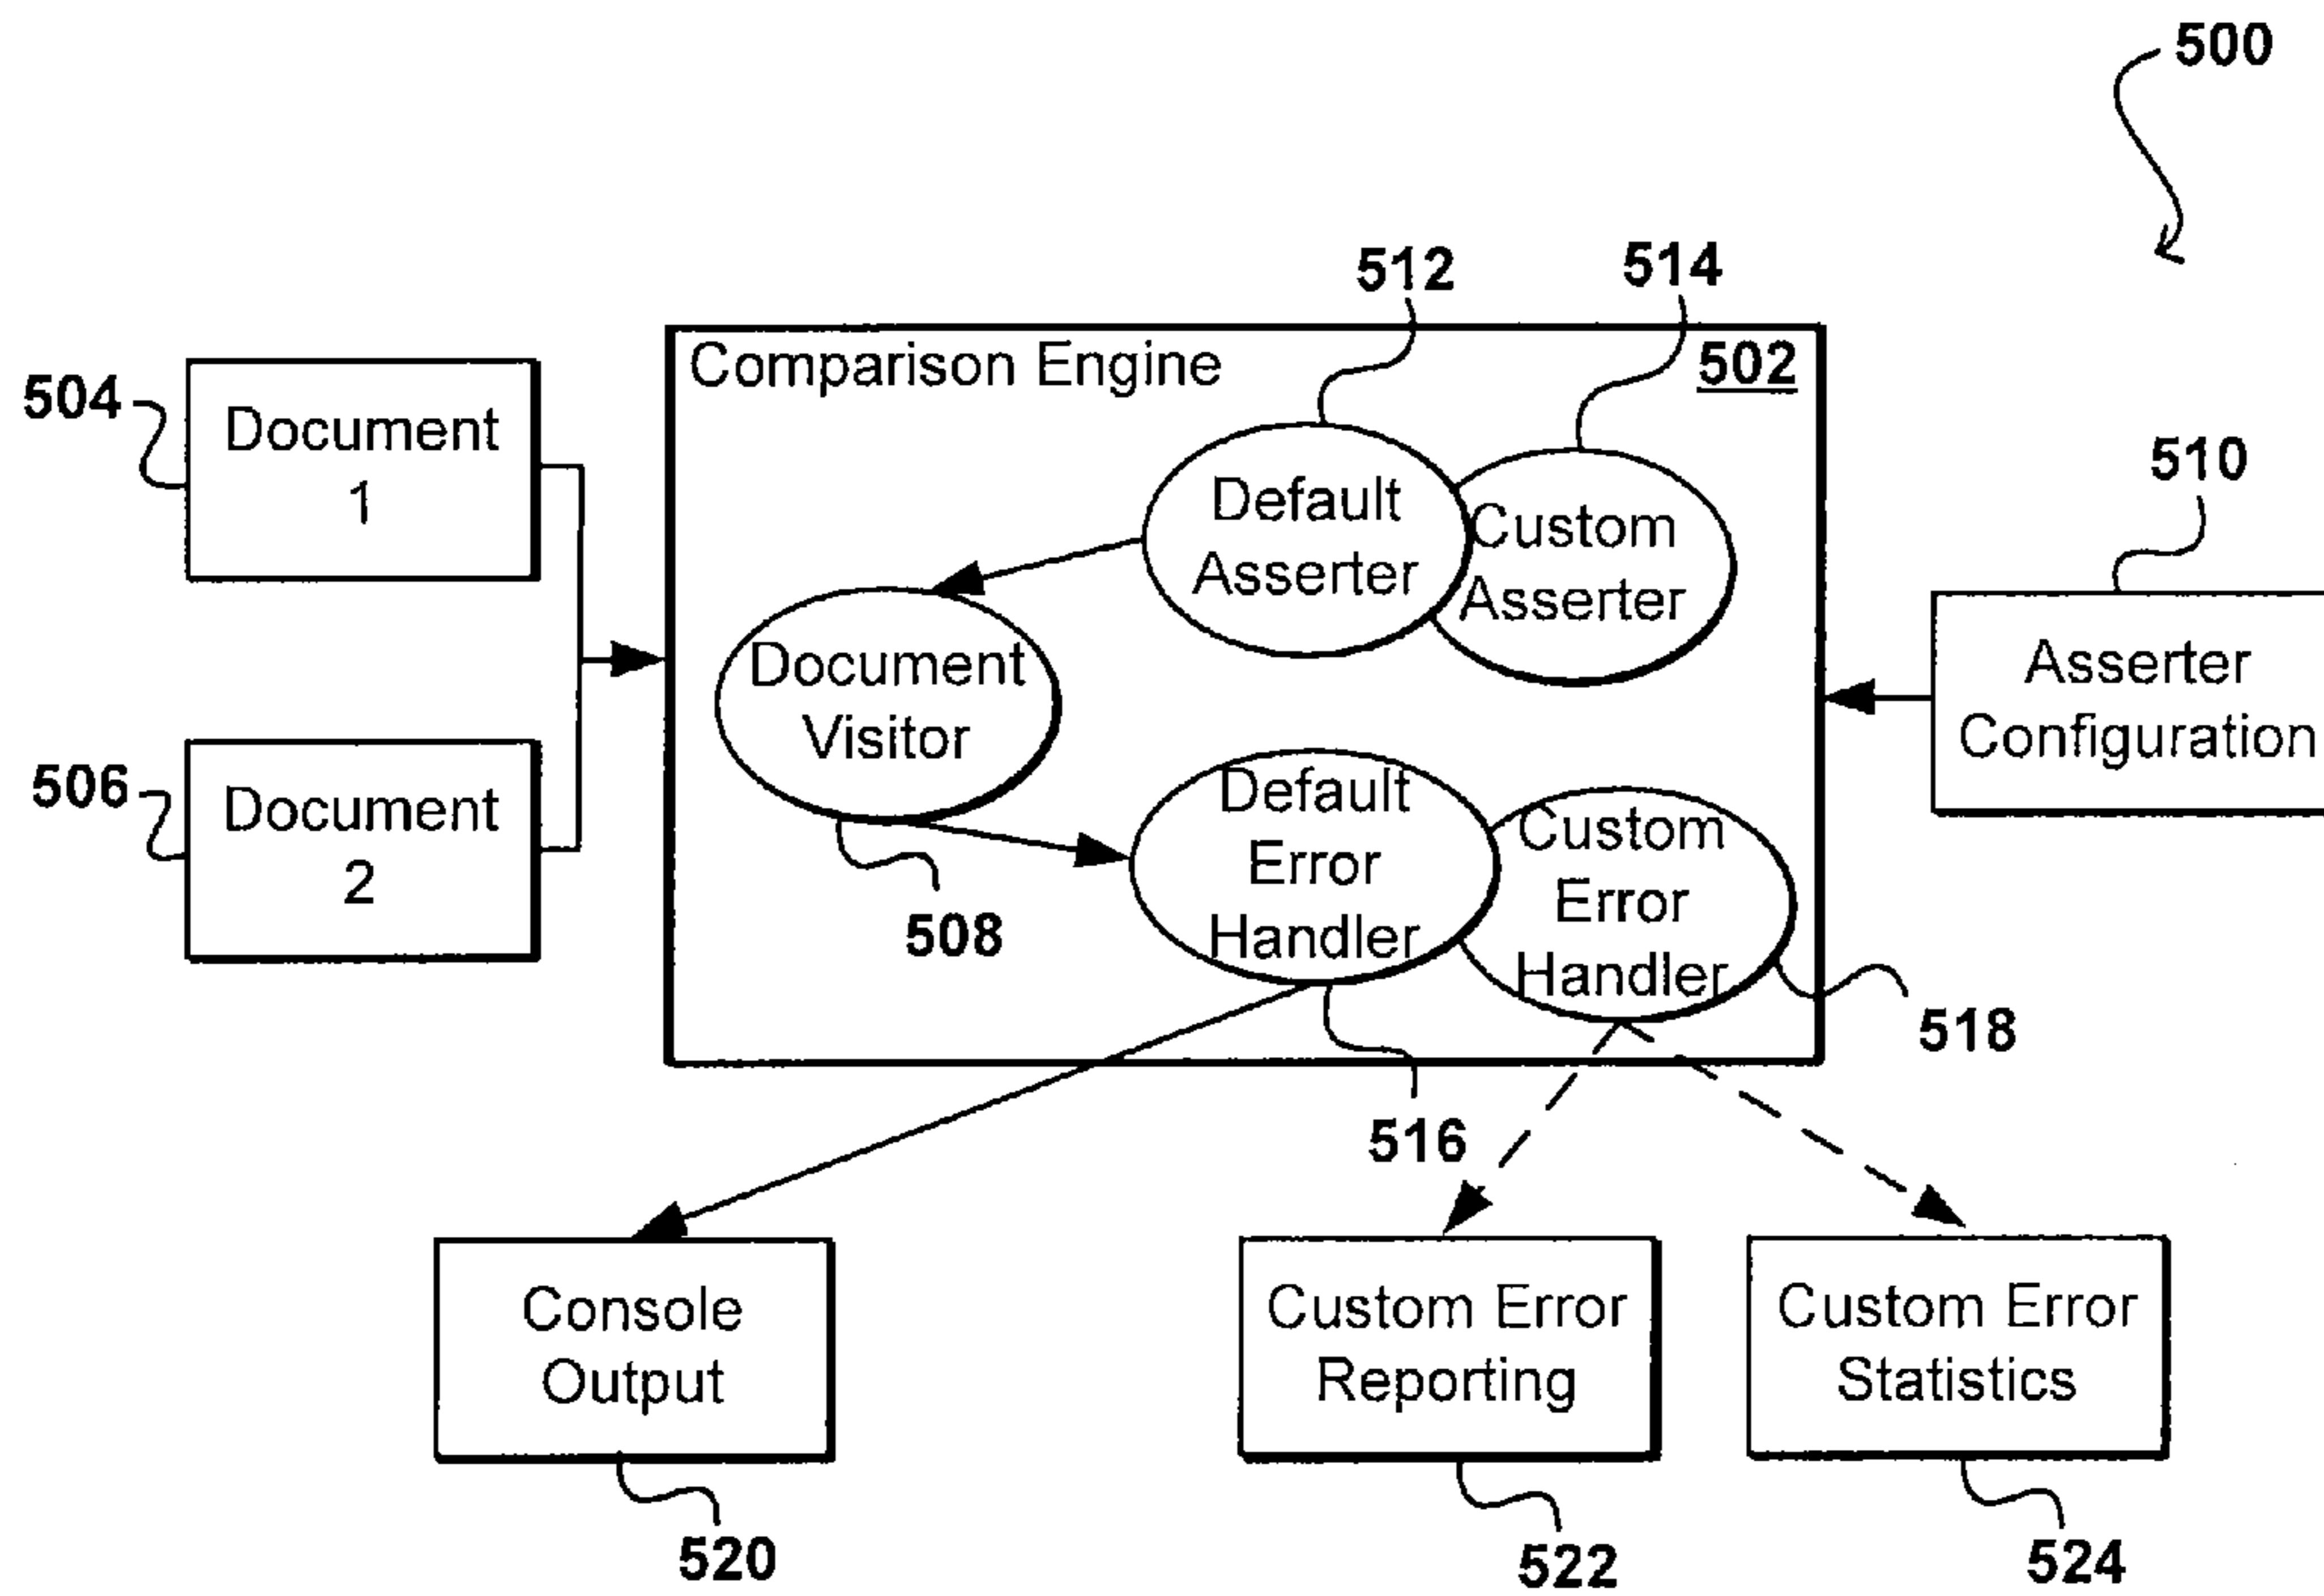 500
512
514
Comparison Engine
502
504
Document
1
Default
Asserter
Custom
Asserter
510
Asserter
Configuration
Document
Visitor
506
Document
2
Default
Error
Handler
Custom
Error
Handler
508
518
516
Console
Output
Custom Error
Reporting
Custom Error
Statistics
520
522
524